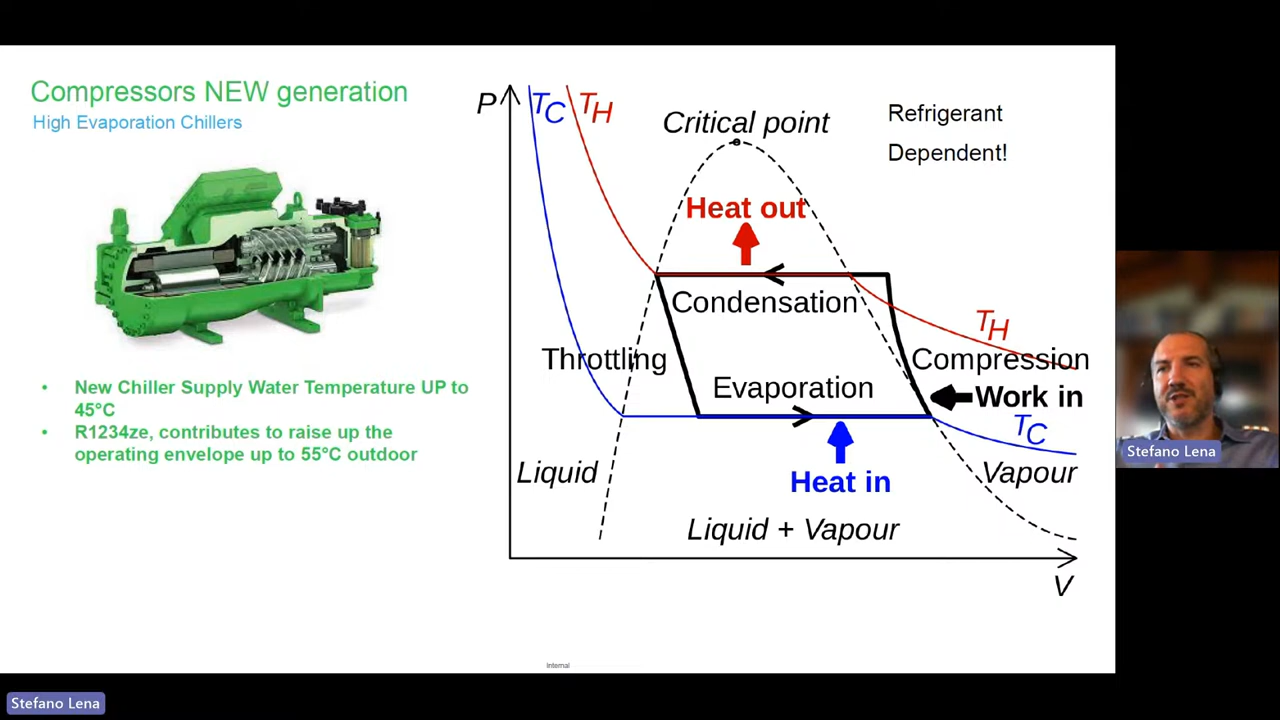 Compressors NEW generation
High Evaporation Chillers
• New Chiller Supply Water Temperature UP to
45°C
• R1234ze, contributes to raise up the
operating envelope up to 55°C outdoor
P
TC
TH
Critical point
Refrigerant
Dependent!
Heat out
Condensation
TH
Throttling
Compression
Evaporation
Work in
TC
Liquid
Heat in
Vapour
Liquid + Vapour
V
Internal
Stefano Lena
Stefano Lena